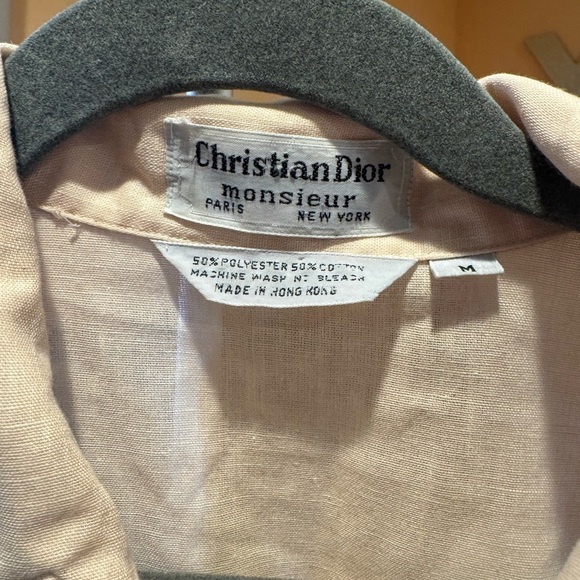 Christian Dior
monsieur
PARIS NEW YORK
50% POLYESTER 50% COTTON
MACHINE WASH NO BLEACH
MADE IN HONG KONG
M